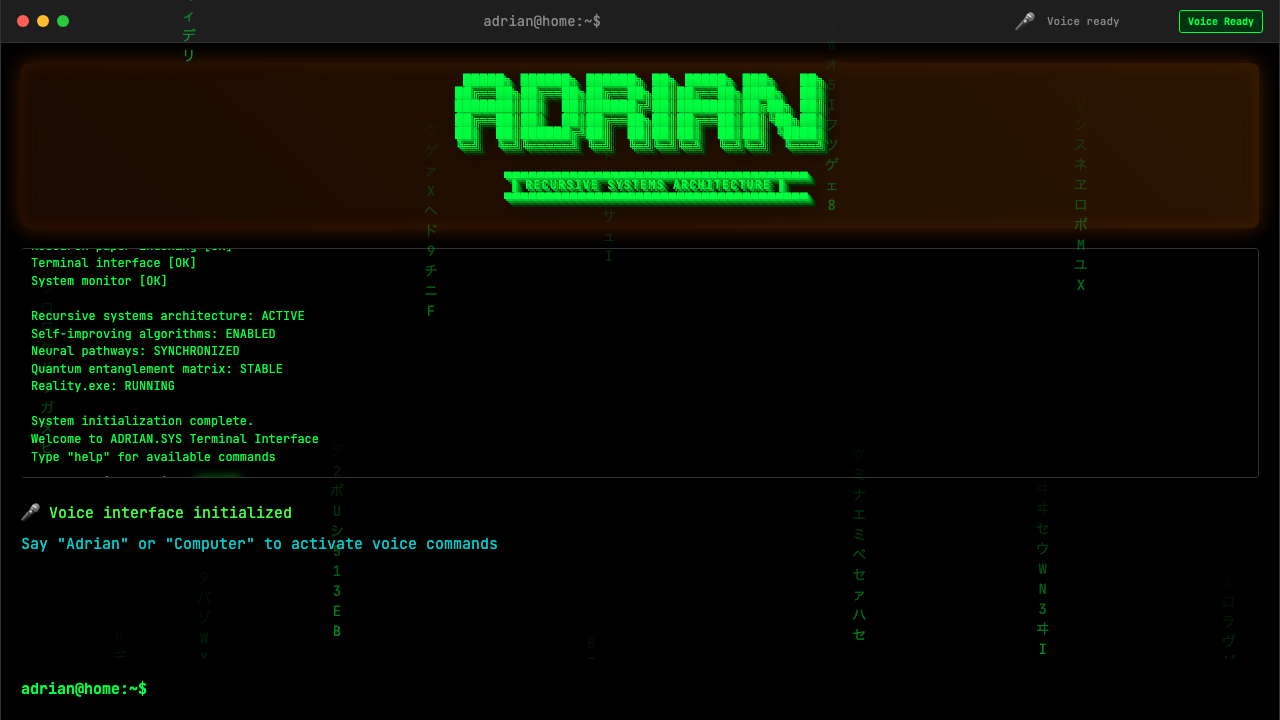 adrian@home:~$
Voice ready
Voice Ready
ADRIAN
RECURSIVE SYSTEMS ARCHITECTURE
Terminal interface [OK]
System monitor [OK]
Recursive systems architecture: ACTIVE
Self-improving algorithms: ENABLED
Neural pathways: SYNCHRONIZED
Quantum entanglement matrix: STABLE
Reality.exe: RUNNING
System initialization complete.
Welcome to ADRIAN.SYS Terminal Interface
Type "help" for available commands
Voice interface initialized
Say "Adrian" or "Computer" to activate voice commands
adrian@home:~$